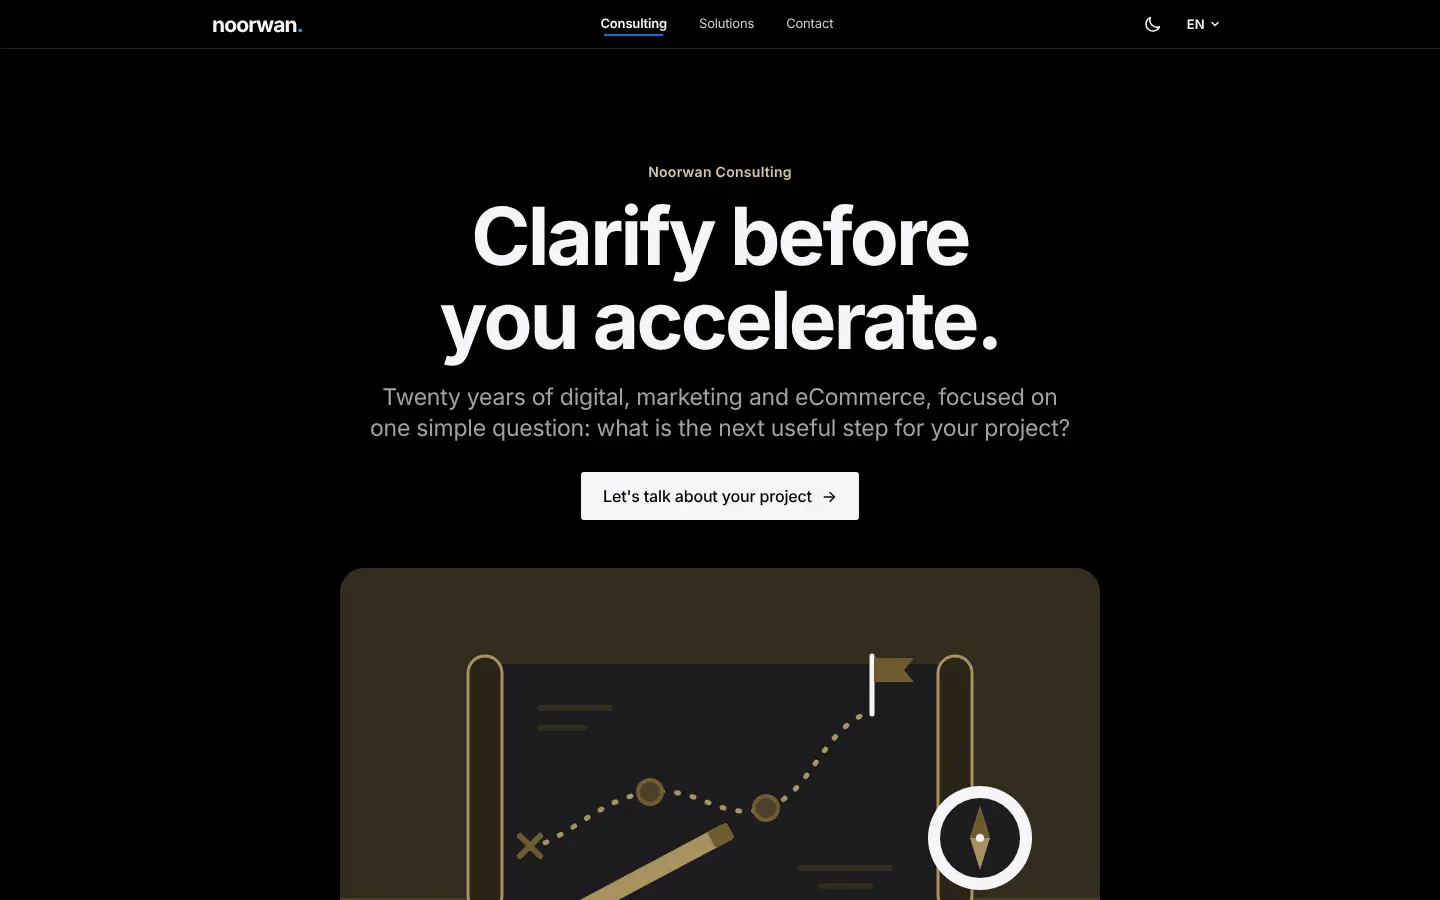 noorwan.
Consulting
Solutions
Contact
EN
Noorwan Consulting
Clarify before
you accelerate.
Twenty years of digital, marketing and eCommerce, focused on
one simple question: what is the next useful step for your project?
Let's talk about your project →